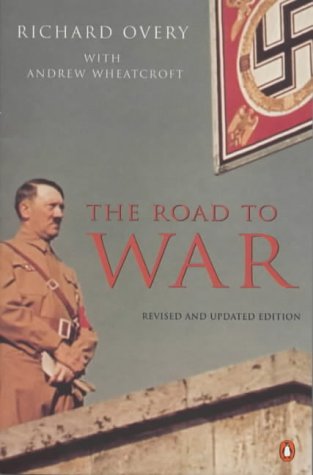 RICHARD OVERY
WITH
ANDREW WHEATCROFT
THE ROAD TO
WAR
REVISED AND UPDATED EDITION